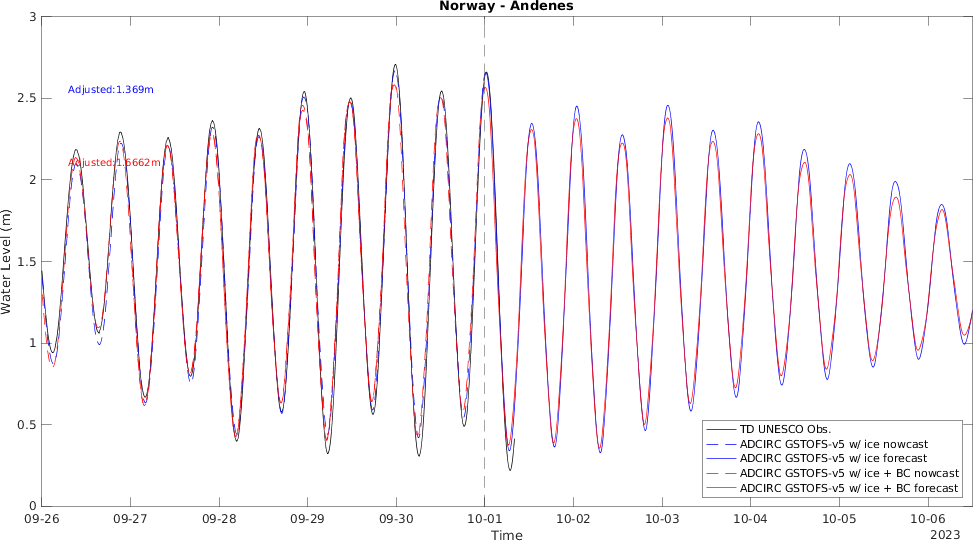 Norway - Andenes
3
2.5
2
1.5
1
0.5
0
Water Level (m)
Adjusted:1.369m
Adjusted:1.6662m
TD UNESCO Obs.
ADCIRC GSTOFS-v5 w/ ice nowcast
ADCIRC GSTOFS-v5 w/ ice forecast
ADCIRC GSTOFS-v5 w/ ice + BC nowcast
ADCIRC GSTOFS-v5 w/ ice + BC forecast
09-26 09-27 09-28 09-29 09-30 10-01 10-02 10-03 10-04 10-05 10-06
2023
Time